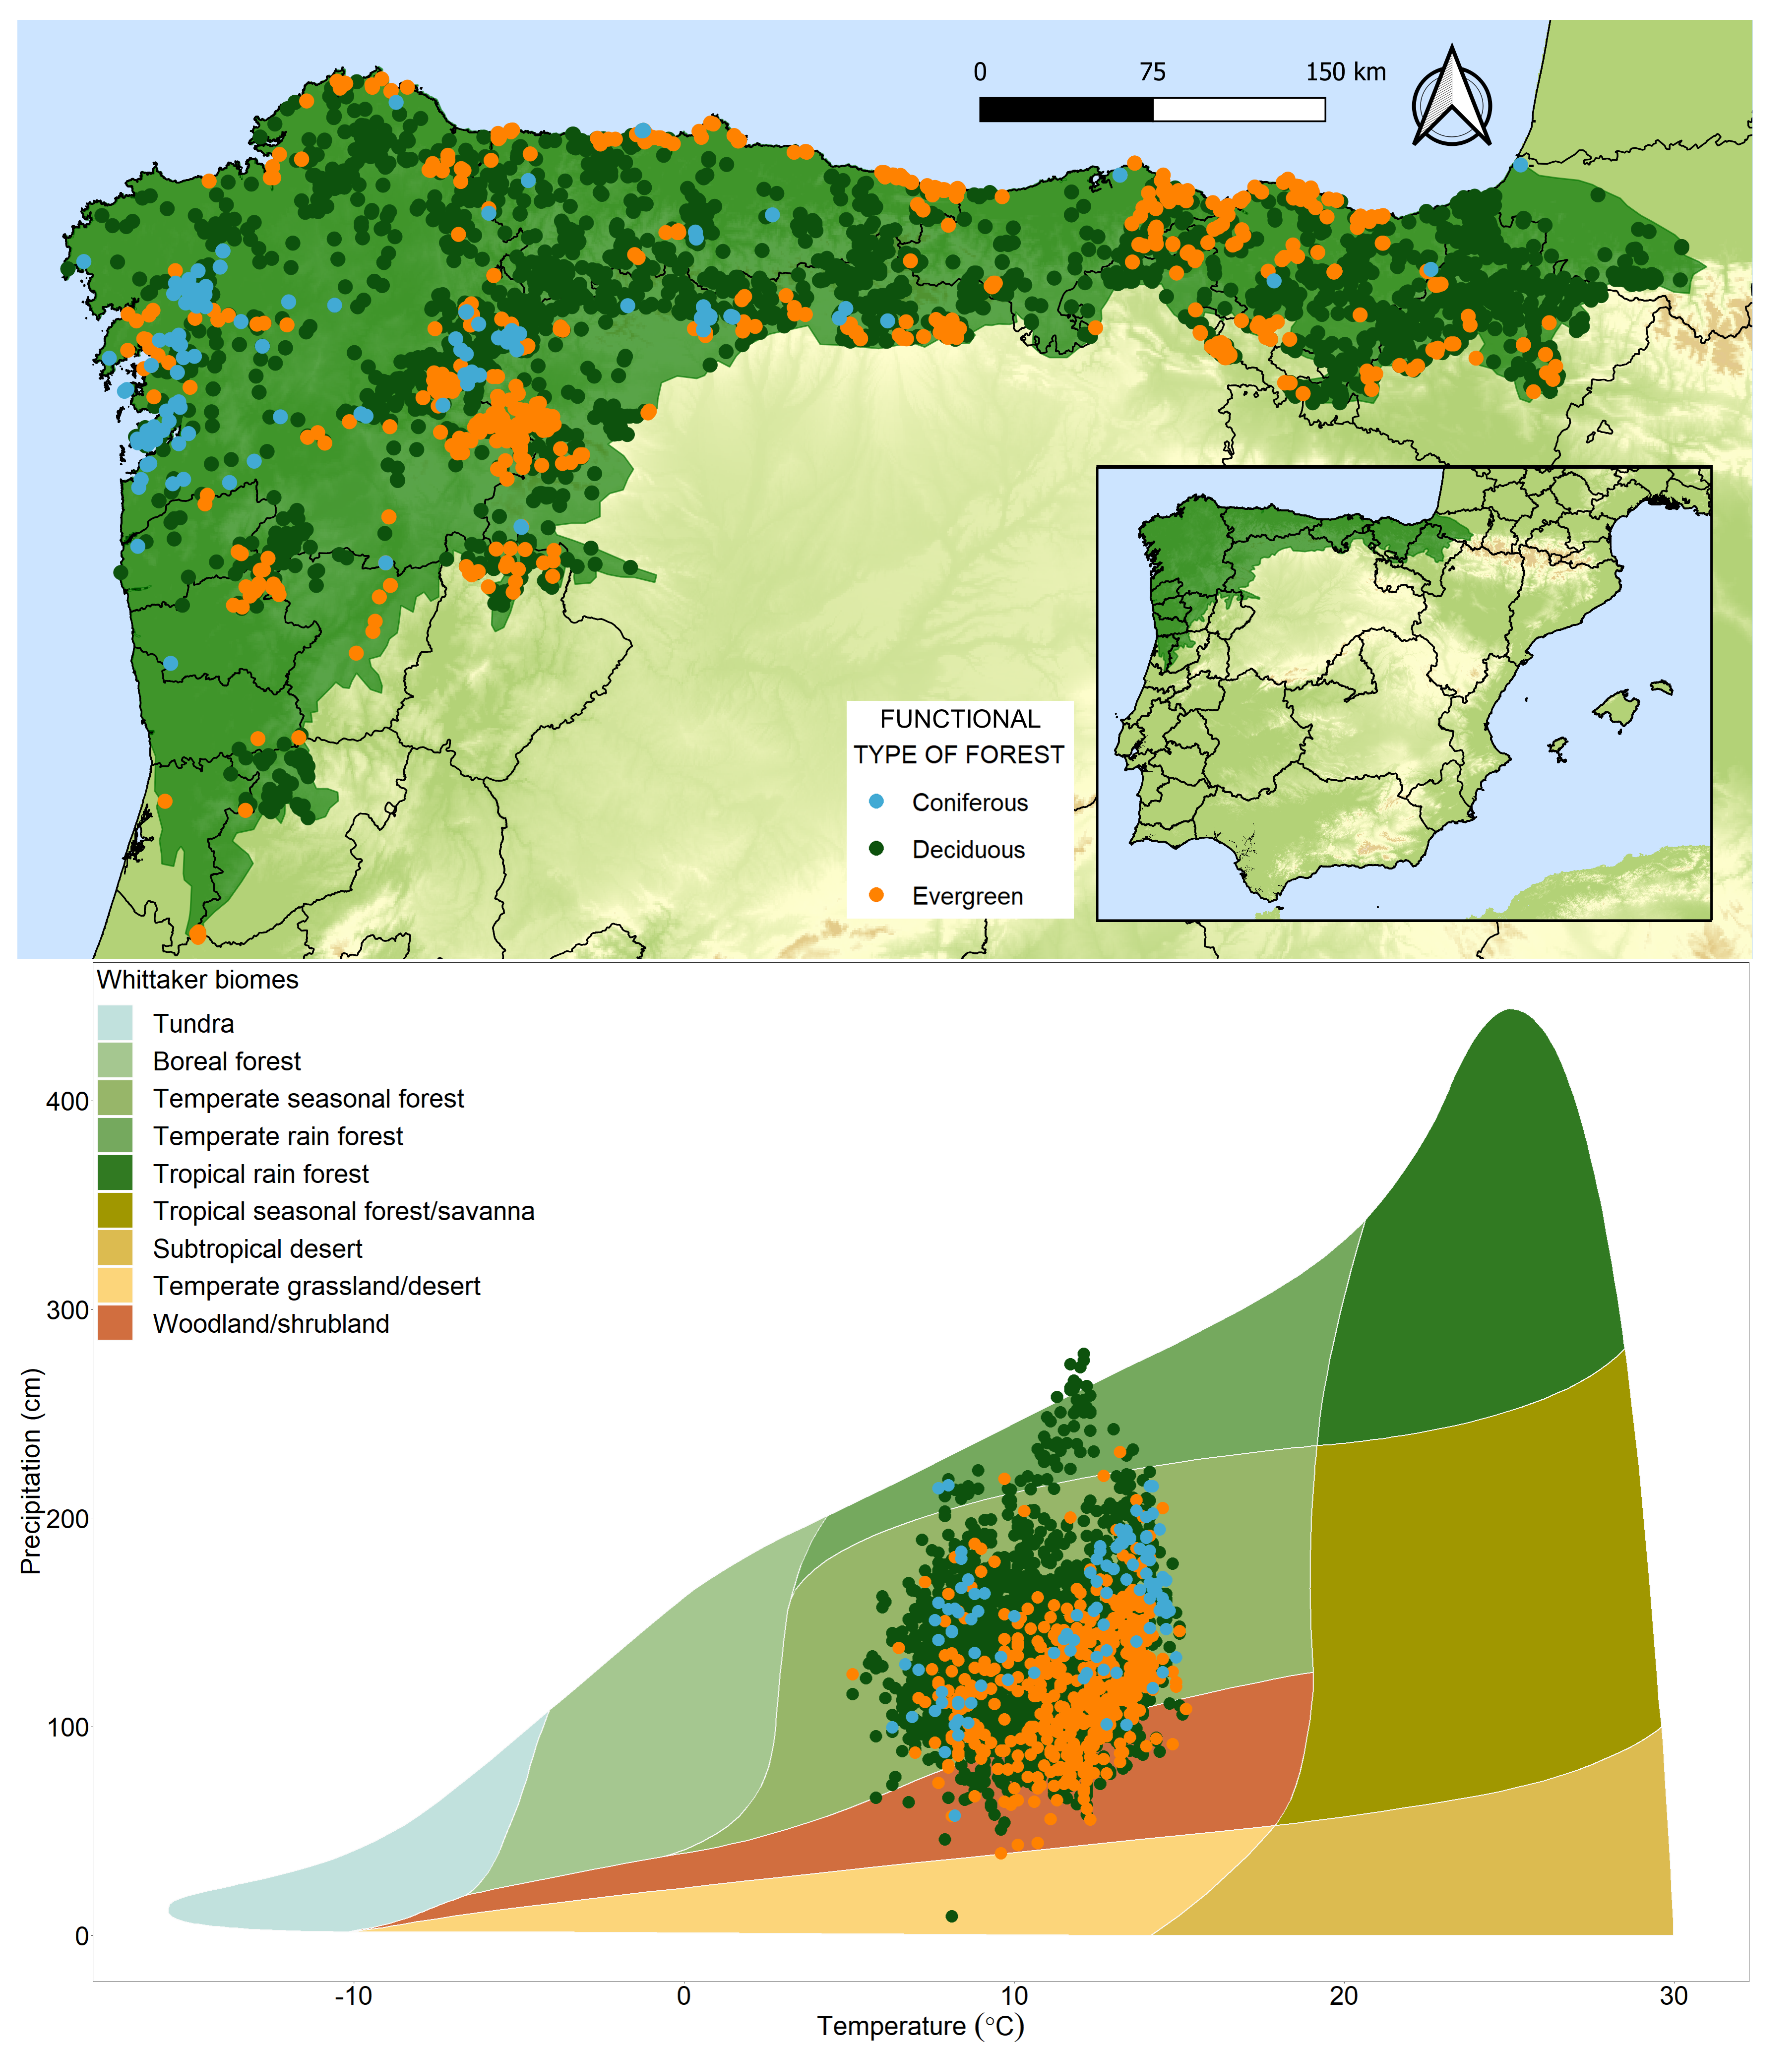 0 75 150 km
FUNCTIONAL
TYPE OF FOREST
Coniferous
Deciduous
Evergreen
Whittaker biomes
Tundra
Boreal forest
Temperate seasonal forest
Temperate rain forest
Tropical rain forest
Tropical seasonal forest/savanna
Subtropical desert
Temperate grassland/desert
Woodland/shrubland
Precipitation (cm)
400
300
200
100
0
-10 0 10 20 30
Temperature (°C)